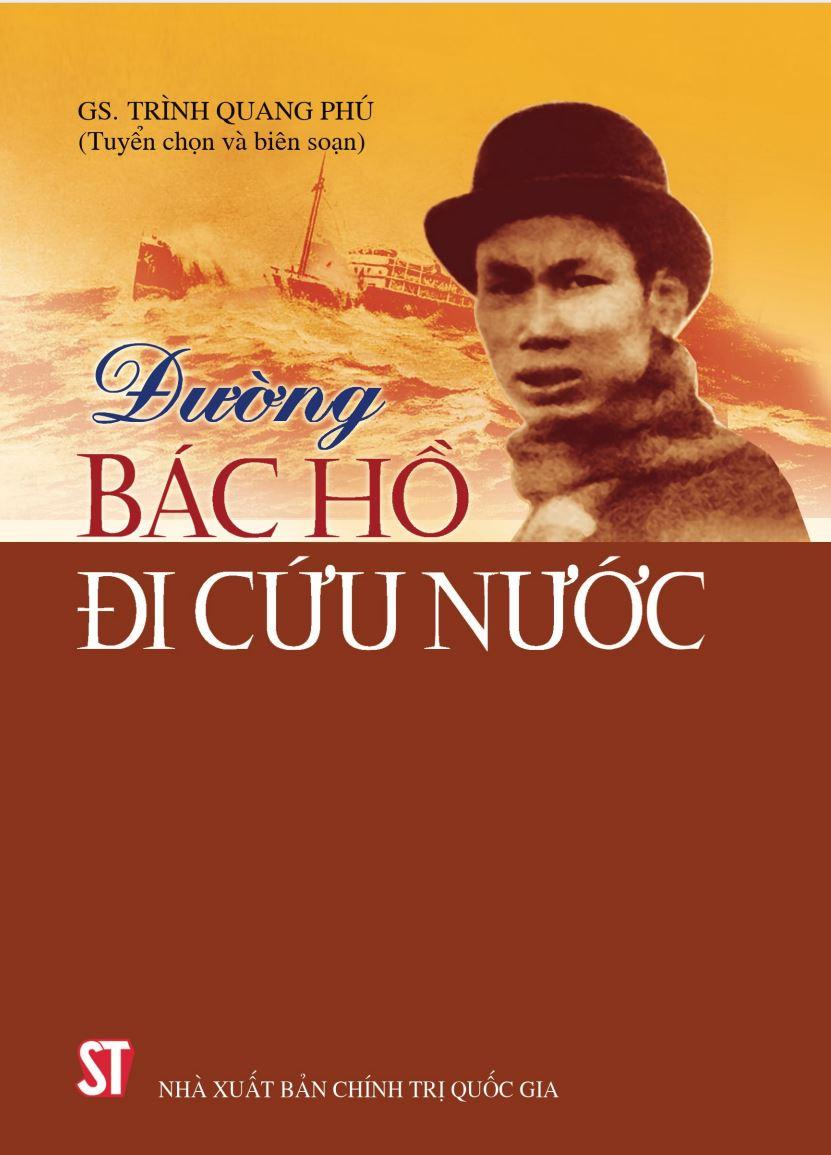 GS. TRÌNH QUANG PHÚ
(Tuyển chọn và biên soạn)
Đường
BÁC HỒ
ĐI CỨU NƯỚC
ST
NHÀ XUẤT BẢN CHÍNH TRỊ QUỐC GIA